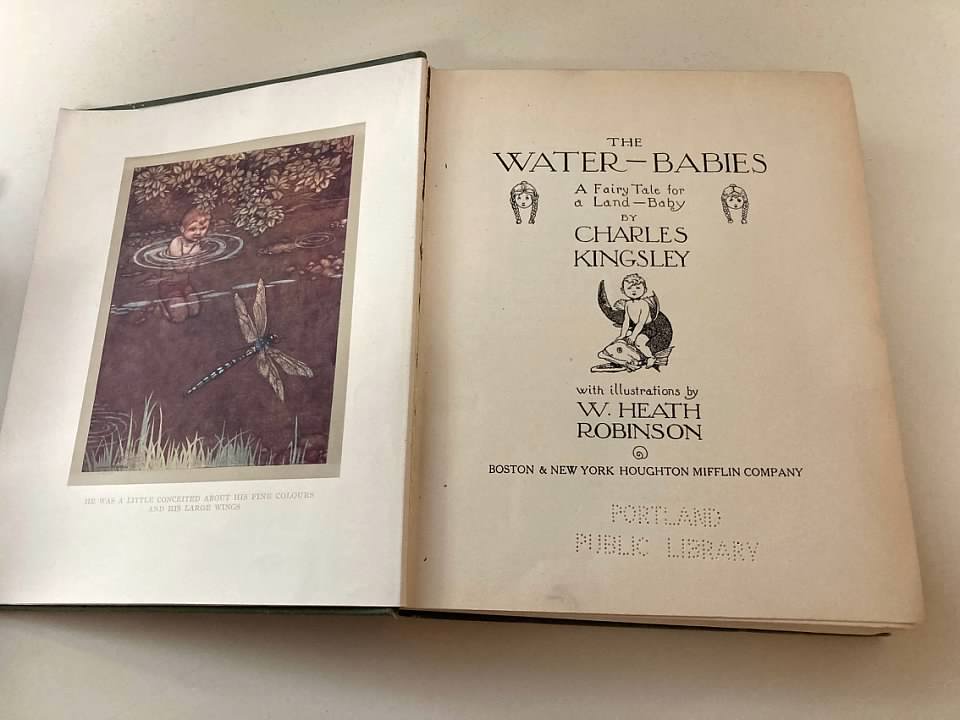 HE WAS A LITTLE CONCEITED ABOUT HIS FINE COLOURS
AND HIS LARGE WINGS
THE
WATER—BABIES
A Fairy Tale for
a Land—Baby
BY
CHARLES
KINGSLEY
with illustrations by
W. HEATH
ROBINSON
BOSTON & NEW YORK HOUGHTON MIFFLIN COMPANY
PORTLAND
PUBLIC LIBRARY